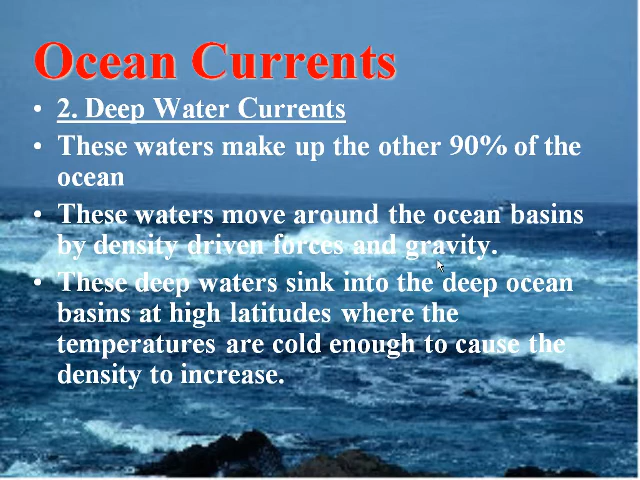 Ocean Currents
• 2. Deep Water Currents
• These waters make up the other 90% of the
ocean
• These waters move around the ocean basins
by density driven forces and gravity.
• These deep waters sink into the deep ocean
basins at high latitudes where the
temperatures are cold enough to cause the
density to increase.